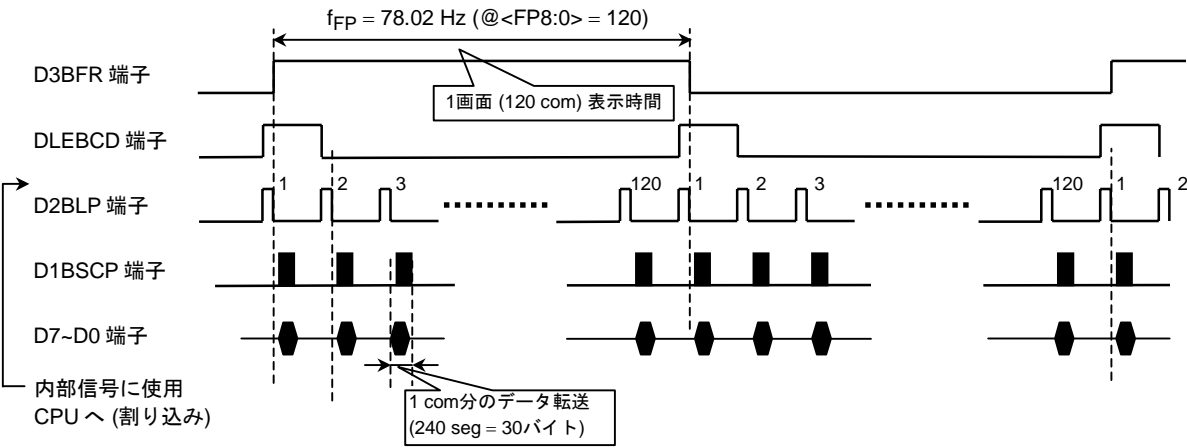 fFP = 78.02 Hz (@<FP8:0> = 120)
D3BFR 端子
1画面 (120 com) 表示時間
DLEBCD 端子
D2BLP 端子
1 2 3 120 1 2 3 120 1 2
D1BSCP 端子
D7~D0 端子
内部信号に使用
CPU へ (割り込み)
1 com分のデータ転送
(240 seg = 30バイト)